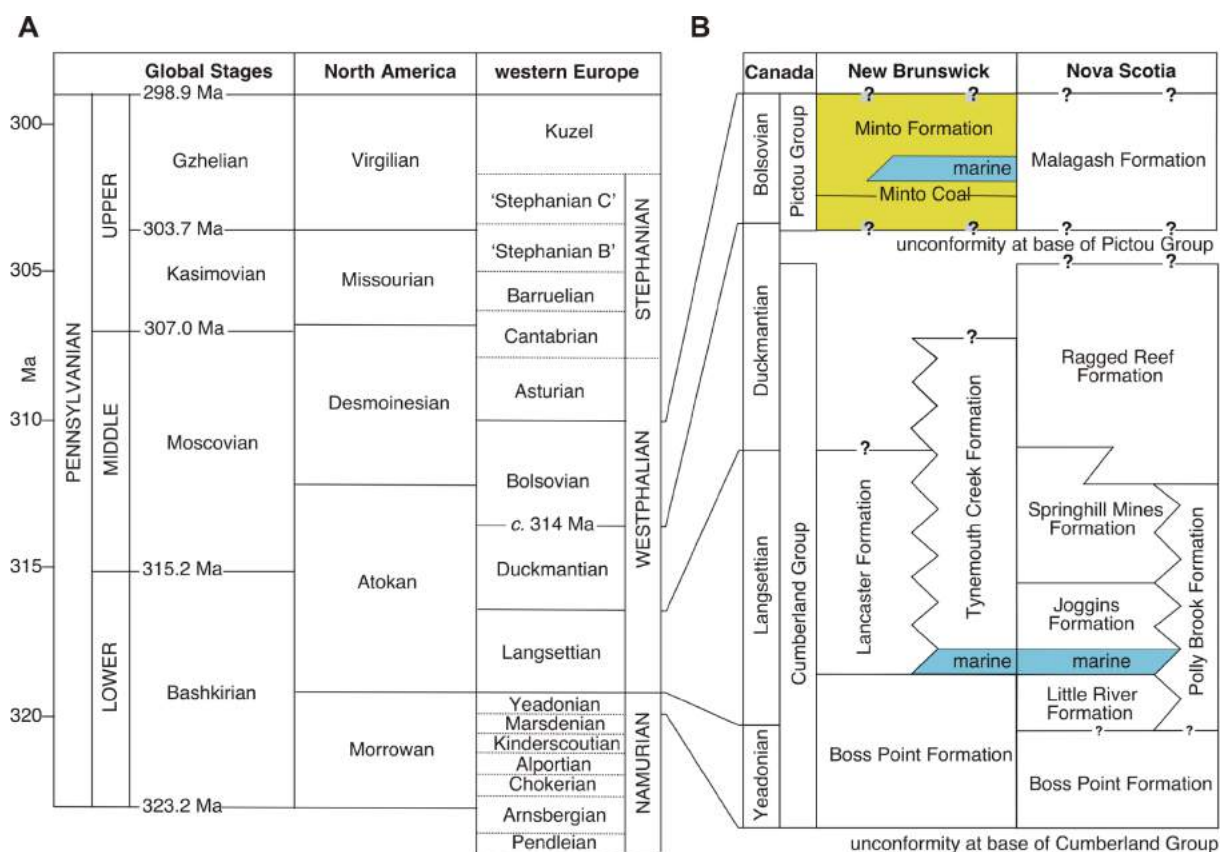 A
B
Global Stages
North America
western Europe
Canada
New Brunswick
Nova Scotia
Ma
300
305
310
315
320
PENNSYLVANIAN
UPPER
MIDDLE
LOWER
298.9 Ma
Gzhelian
303.7 Ma
Kasimovian
307.0 Ma
Moscovian
315.2 Ma
Bashkirian
323.2 Ma
Virgilian
Missourian
Desmoinesian
Atokan
Morrowan
Kuzel
‘Stephanian C’
‘Stephanian B’
Barruelian
Cantabrian
Asturian
Bolsovian
c. 314 Ma
Duckmantian
Langsettian
Yeadonian
Marsdenian
Kinderscoutian
Alportian
Chokerian
Arnsbergian
Pendleian
STEPHANIAN
WESTPHALIAN
NAMURIAN
Bolsovian
Duckmantian
Langsettian
Yeadonian
Pictou Group
Cumberland Group
? ?
Minto Formation
marine
Minto Coal
? ?
? ?
Malagash Formation
? ?
unconformity at base of Pictou Group
?
?
Lancaster Formation
Tynemouth Creek Formation
marine
Boss Point Formation
? ?
Ragged Reef
Formation
Springhill Mines
Formation
Joggins
Formation
marine
Little River
Formation
Polly Brook Formation
? ?
Boss Point Formation
unconformity at base of Cumberland Group